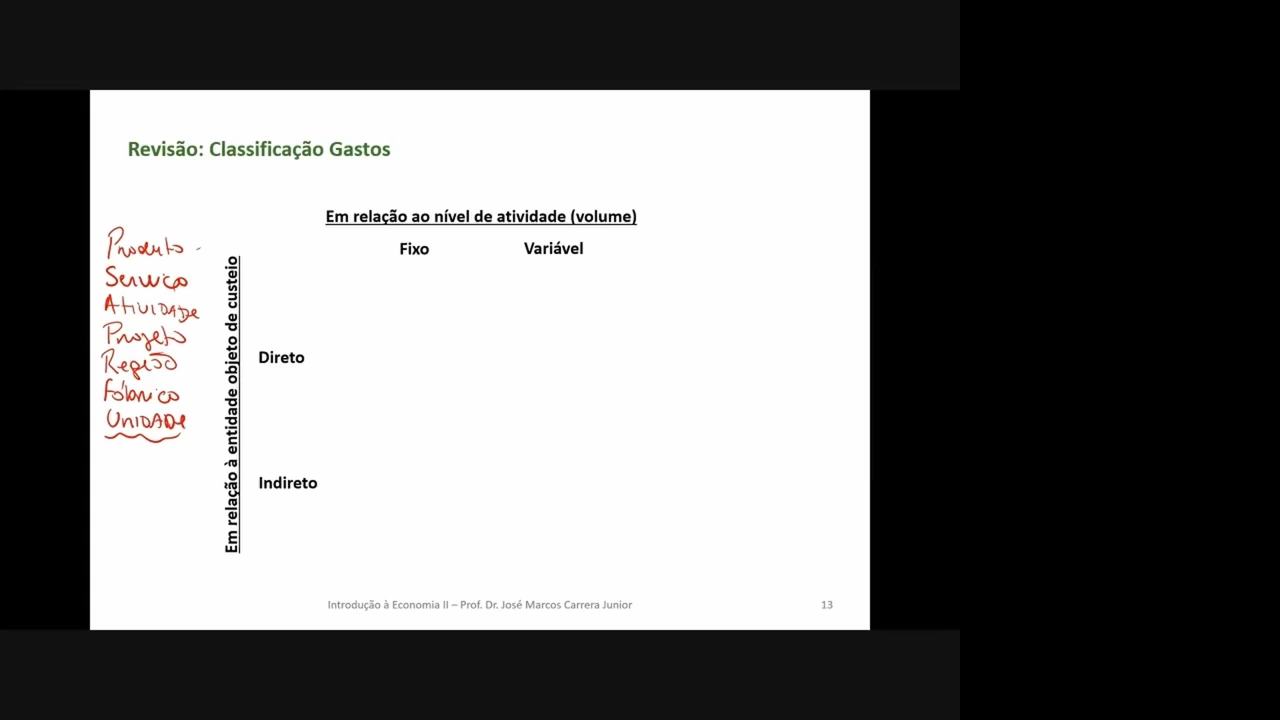 Revisão: Classificação Gastos
Em relação ao nível de atividade (volume)
Fixo Variável
Em relação à entidade objeto de custeio
Produto -
Serviço
Atividade
Projeto
Região
Fábrica
Unidade
Direto
Indireto
Introdução à Economia II – Prof. Dr. José Marcos Carrera Junior 13